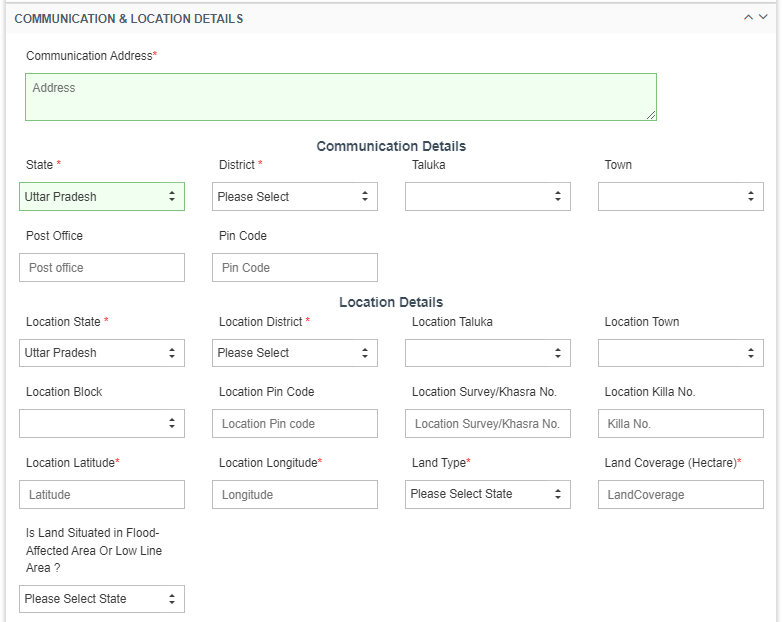 COMMUNICATION & LOCATION DETAILS
Communication Address*
Address
Communication Details
State * District * Taluka Town
Uttar Pradesh Please Select
Post Office Pin Code
Post office Pin Code
Location Details
Location State * Location District * Location Taluka Location Town
Uttar Pradesh Please Select
Location Block Location Pin Code Location Survey/Khasra No. Location Killa No.
Location Pin code Location Survey/Khasra No. Killa No.
Location Latitude* Location Longitude* Land Type* Land Coverage (Hectare)*
Latitude Longitude Please Select State LandCoverage
Is Land Situated in Flood-
Affected Area Or Low Line
Area ?
Please Select State